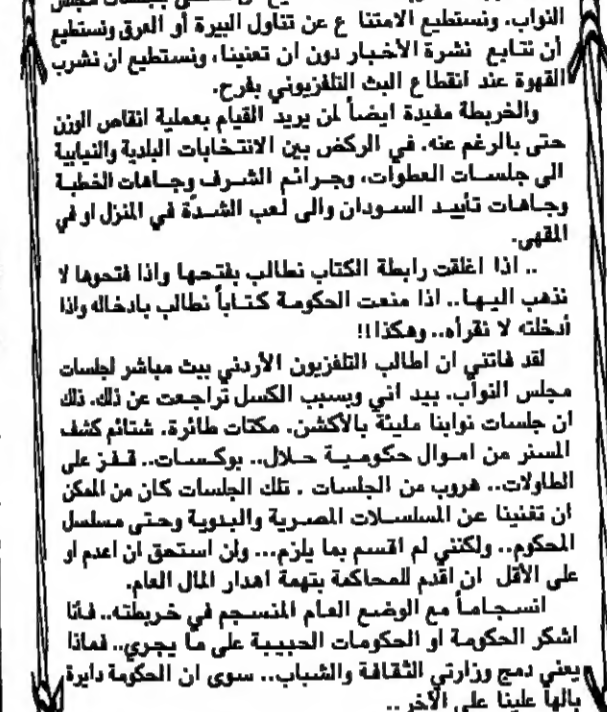 النواب. ونستطيع الامتنا ع عن تناول البيرة أو العرق ونستطيع
أن نتابع نشرة الأخبار دون ان تعنينا، ونستطيع ان نشرب
القهوة عند انقطاع البث التلفزيوني بفرح.
والخربطة مفيدة ايضاً لمن يريد القيام بعملية انقاص الوزن
حتى بالرغم عنه. في الركض بين الانتخابات البلدية والنيابية
الى جلسات العطوات، وجرائم الشرف وجاهات الخطبة
وجاهات تأييد السودان والى لعب الشدّة في المنزل او في
المقهى.
.. اذا اغلقت رابطة الكتاب نطالب بفتحها واذا فتحوها لا
نذهب اليها.. اذا منعت الحكومة كتاباً نطالب بادخاله واذا
أدخلته لا نقرأه.. وهكذا!!
لقد فاتني ان اطالب التلفزيون الأردني ببث مباشر لجلسات
مجلس النواب. بيد اني وبسبب الكسل تراجعت عن ذلك. ذلك
ان جلسات نوابنا مليئة بالأكشن. مكتات طائرة. شتائم كشف
المستر من اموال حكومية حلال.. بوكسات.. قفز على
الطاولات.. هروب من الجلسات . تلك الجلسات كان من الممكن
ان تغنينا عن المسلسلات المصرية والبدوية وحتى مسلسل
المحكوم.. ولكنني لم اقسم بما يلزم... ولن استحق ان اعدم او
على الأقل ان اقدم للمحاكمة بتهمة اهدار المال العام.
انسجاماً مع الوضع العام المنسجم في خربطته.. فأنا
اشكر الحكومة او الحكومات الحبيبة على ما يجري.. فماذا
يعني دمج وزارتي الثقافة والشباب.. سوى ان الحكومة دايرة
بالها علينا على الآخر ..